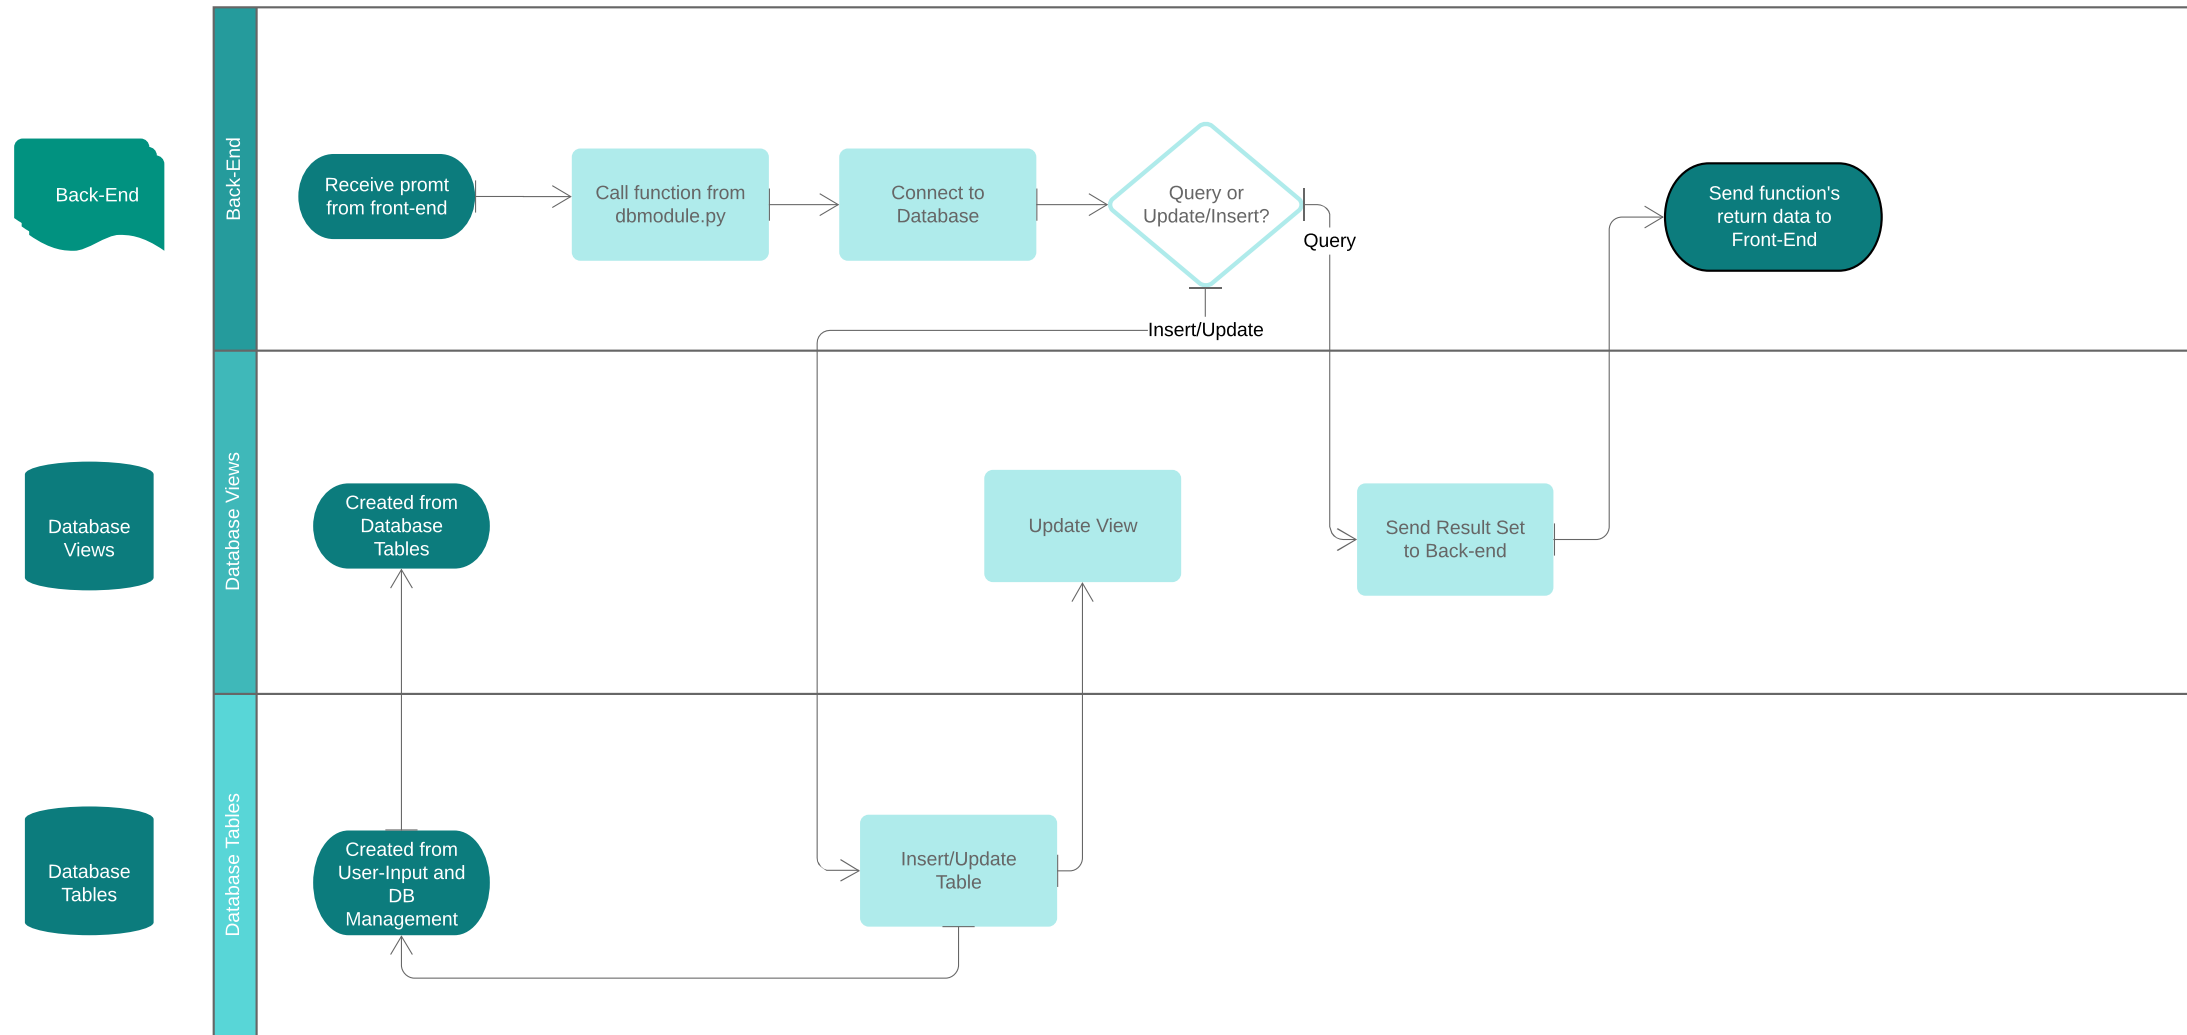 Back-End
Back-End
Receive promt
from front-end
Call function from
dbmodule.py
Connect to
Database
Query or
Update/Insert?
Query
Insert/Update
Send function's
return data to
Front-End
Database
Views
Database Views
Created from
Database
Tables
Update View
Send Result Set
to Back-end
Database
Tables
Database Tables
Created from
User-Input and
DB
Management
Insert/Update
Table